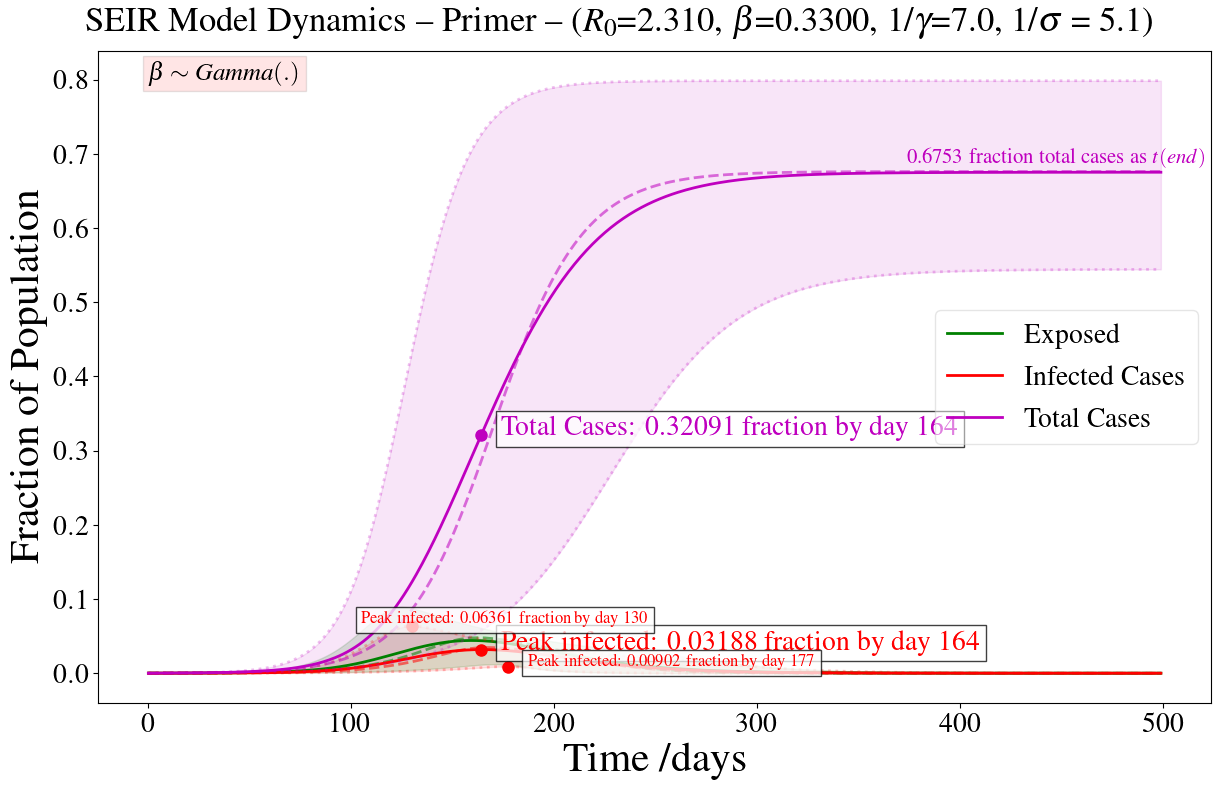 SEIR Model Dynamics – Primer – (R₀=2.310, β=0.3300, 1/γ=7.0, 1/σ = 5.1)
β ∼ Gamma(.)
0.6753 fraction total cases as t(end)
Exposed
Infected Cases
Total Cases
Total Cases: 0.32091 fraction by day 164
Peak infected: 0.06361 fraction by day 130
Peak infected: 0.03188 fraction by day 164
Peak infected: 0.00902 fraction by day 177
Fraction of Population
0.8
0.7
0.6
0.5
0.4
0.3
0.2
0.1
0.0
0 100 200 300 400 500
Time /days